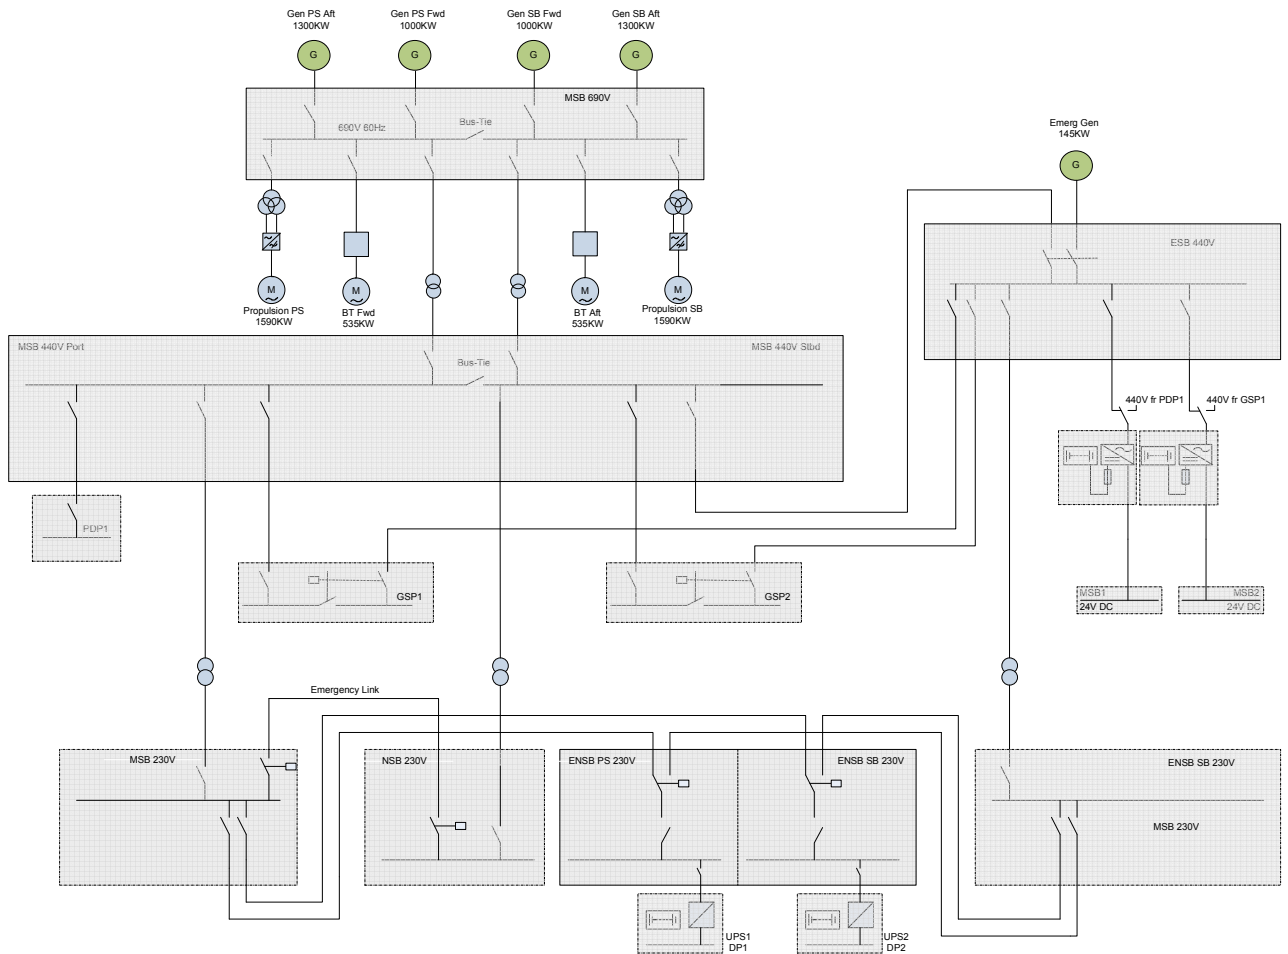 Gen PS Aft
1300KW
Gen PS Fwd
1000KW
Gen SB Fwd
1000KW
Gen SB Aft
1300KW
G
G
G
G
MSB 690V
690V 60Hz
Bus-Tie
Emerg Gen
145KW
G
ESB 440V
M
M
M
M
Propulsion PS
1590KW
BT Fwd
535KW
BT Aft
535KW
Propulsion SB
1590KW
MSB 440V Port
Bus-Tie
MSB 440V Stbd
440V fr PDP1
440V fr GSP1
PDP1
GSP1
GSP2
MSB1
24V DC
MSB2
24V DC
Emergency Link
MSB 230V
NSB 230V
ENSB PS 230V
ENSB SB 230V
ENSB SB 230V
MSB 230V
UPS1
DP1
UPS2
DP2